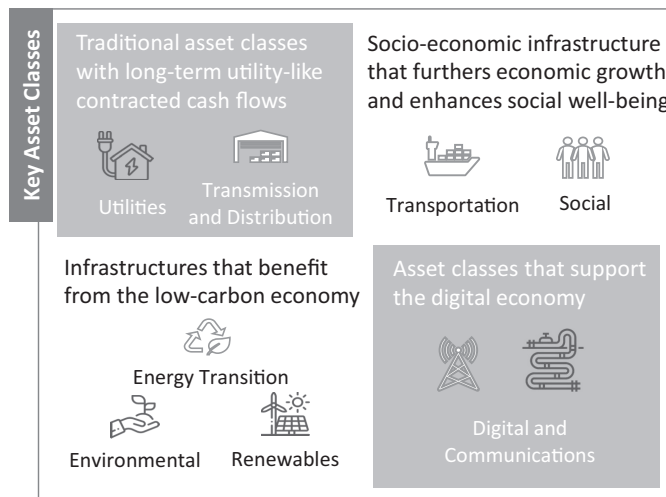 Key Asset Classes
Traditional asset classes
with long-term utility-like
contracted cash flows
Utilities
Transmission
and Distribution
Socio-economic infrastructure
that furthers economic growth
and enhances social well-being
Transportation
Social
Infrastructures that benefit
from the low-carbon economy
Energy Transition
Environmental
Renewables
Asset classes that support
the digital economy
Digital and
Communications